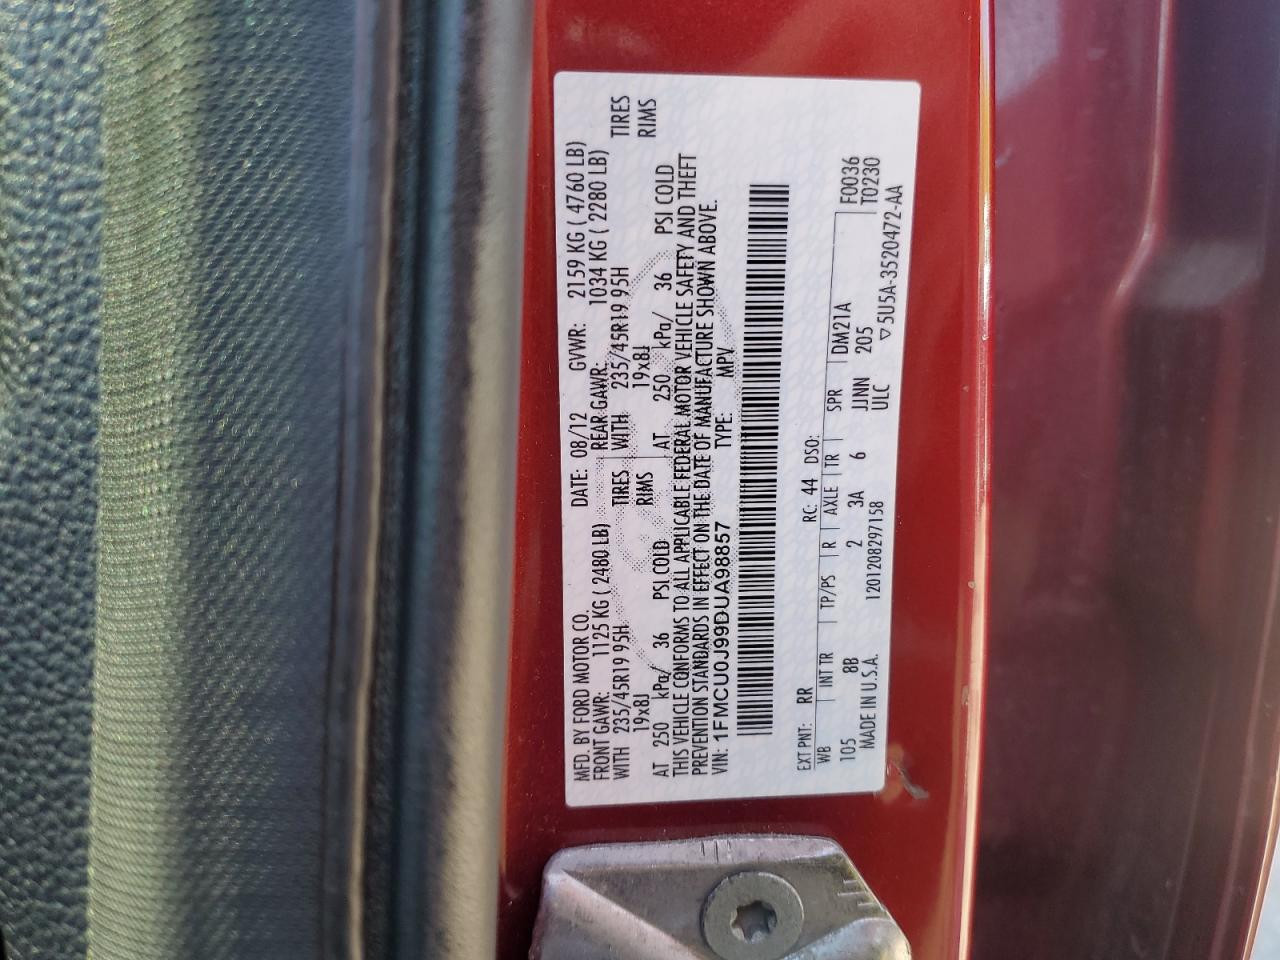 MFD. BY FORD MOTOR CO.
DATE: 08/12 GVWR: 2159 KG ( 4760 LB)
FRONT GAWR: 1125 KG ( 2480 LB) REAR GAWR: 1034 KG ( 2280 LB)
WITH 235/45R19 95H TIRES WITH 235/45R19 95H TIRES
19x8J RIMS 19x8J RIMS
AT 250 kPa/ 36 PSI COLD AT 250 kPa/ 36 PSI COLD
THIS VEHICLE CONFORMS TO ALL APPLICABLE FEDERAL MOTOR VEHICLE SAFETY AND THEFT
PREVENTION STANDARDS IN EFFECT ON THE DATE OF MANUFACTURE SHOWN ABOVE.
VIN: 1FMCU0J99DUA98857 TYPE: MPV
EXT PNT: RR RC: 44 DSO:
WB INT TR TP/PS R AXLE TR SPR DM21A F0036
105 8B 2 3A 6 JJNN 205 T0230
ULC
MADE IN U.S.A. 1201208297158 ▽5U5A-3520472-AA